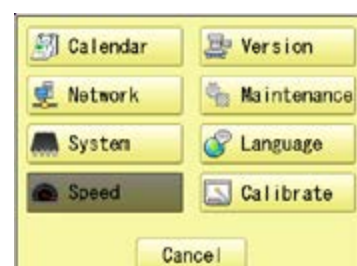 Calendar
Version
Network
Maintenance
System
Language
Speed
Calibrate
Cancel